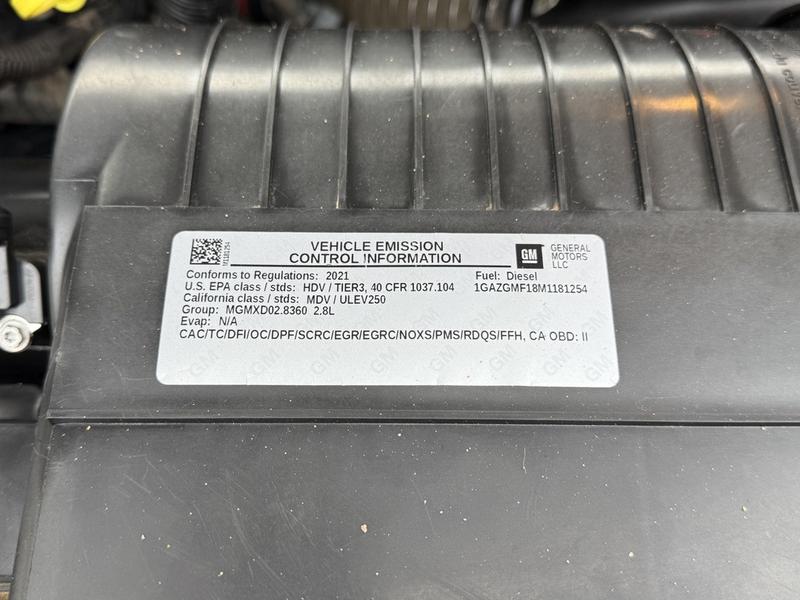 M1181254
VEHICLE EMISSION
CONTROL INFORMATION
GM
GENERAL
MOTORS
LLC
Conforms to Regulations: 2021
Fuel: Diesel
U.S. EPA class / stds: HDV / TIER3, 40 CFR 1037.104
1GAZGMF18M1181254
California class / stds: MDV / ULEV250
Group: MGMXD02.8360 2.8L
Evap: N/A
CAC/TC/DFI/OC/DPF/SCRC/EGR/EGRC/NOXS/PMS/RDQS/FFH, CA OBD: II